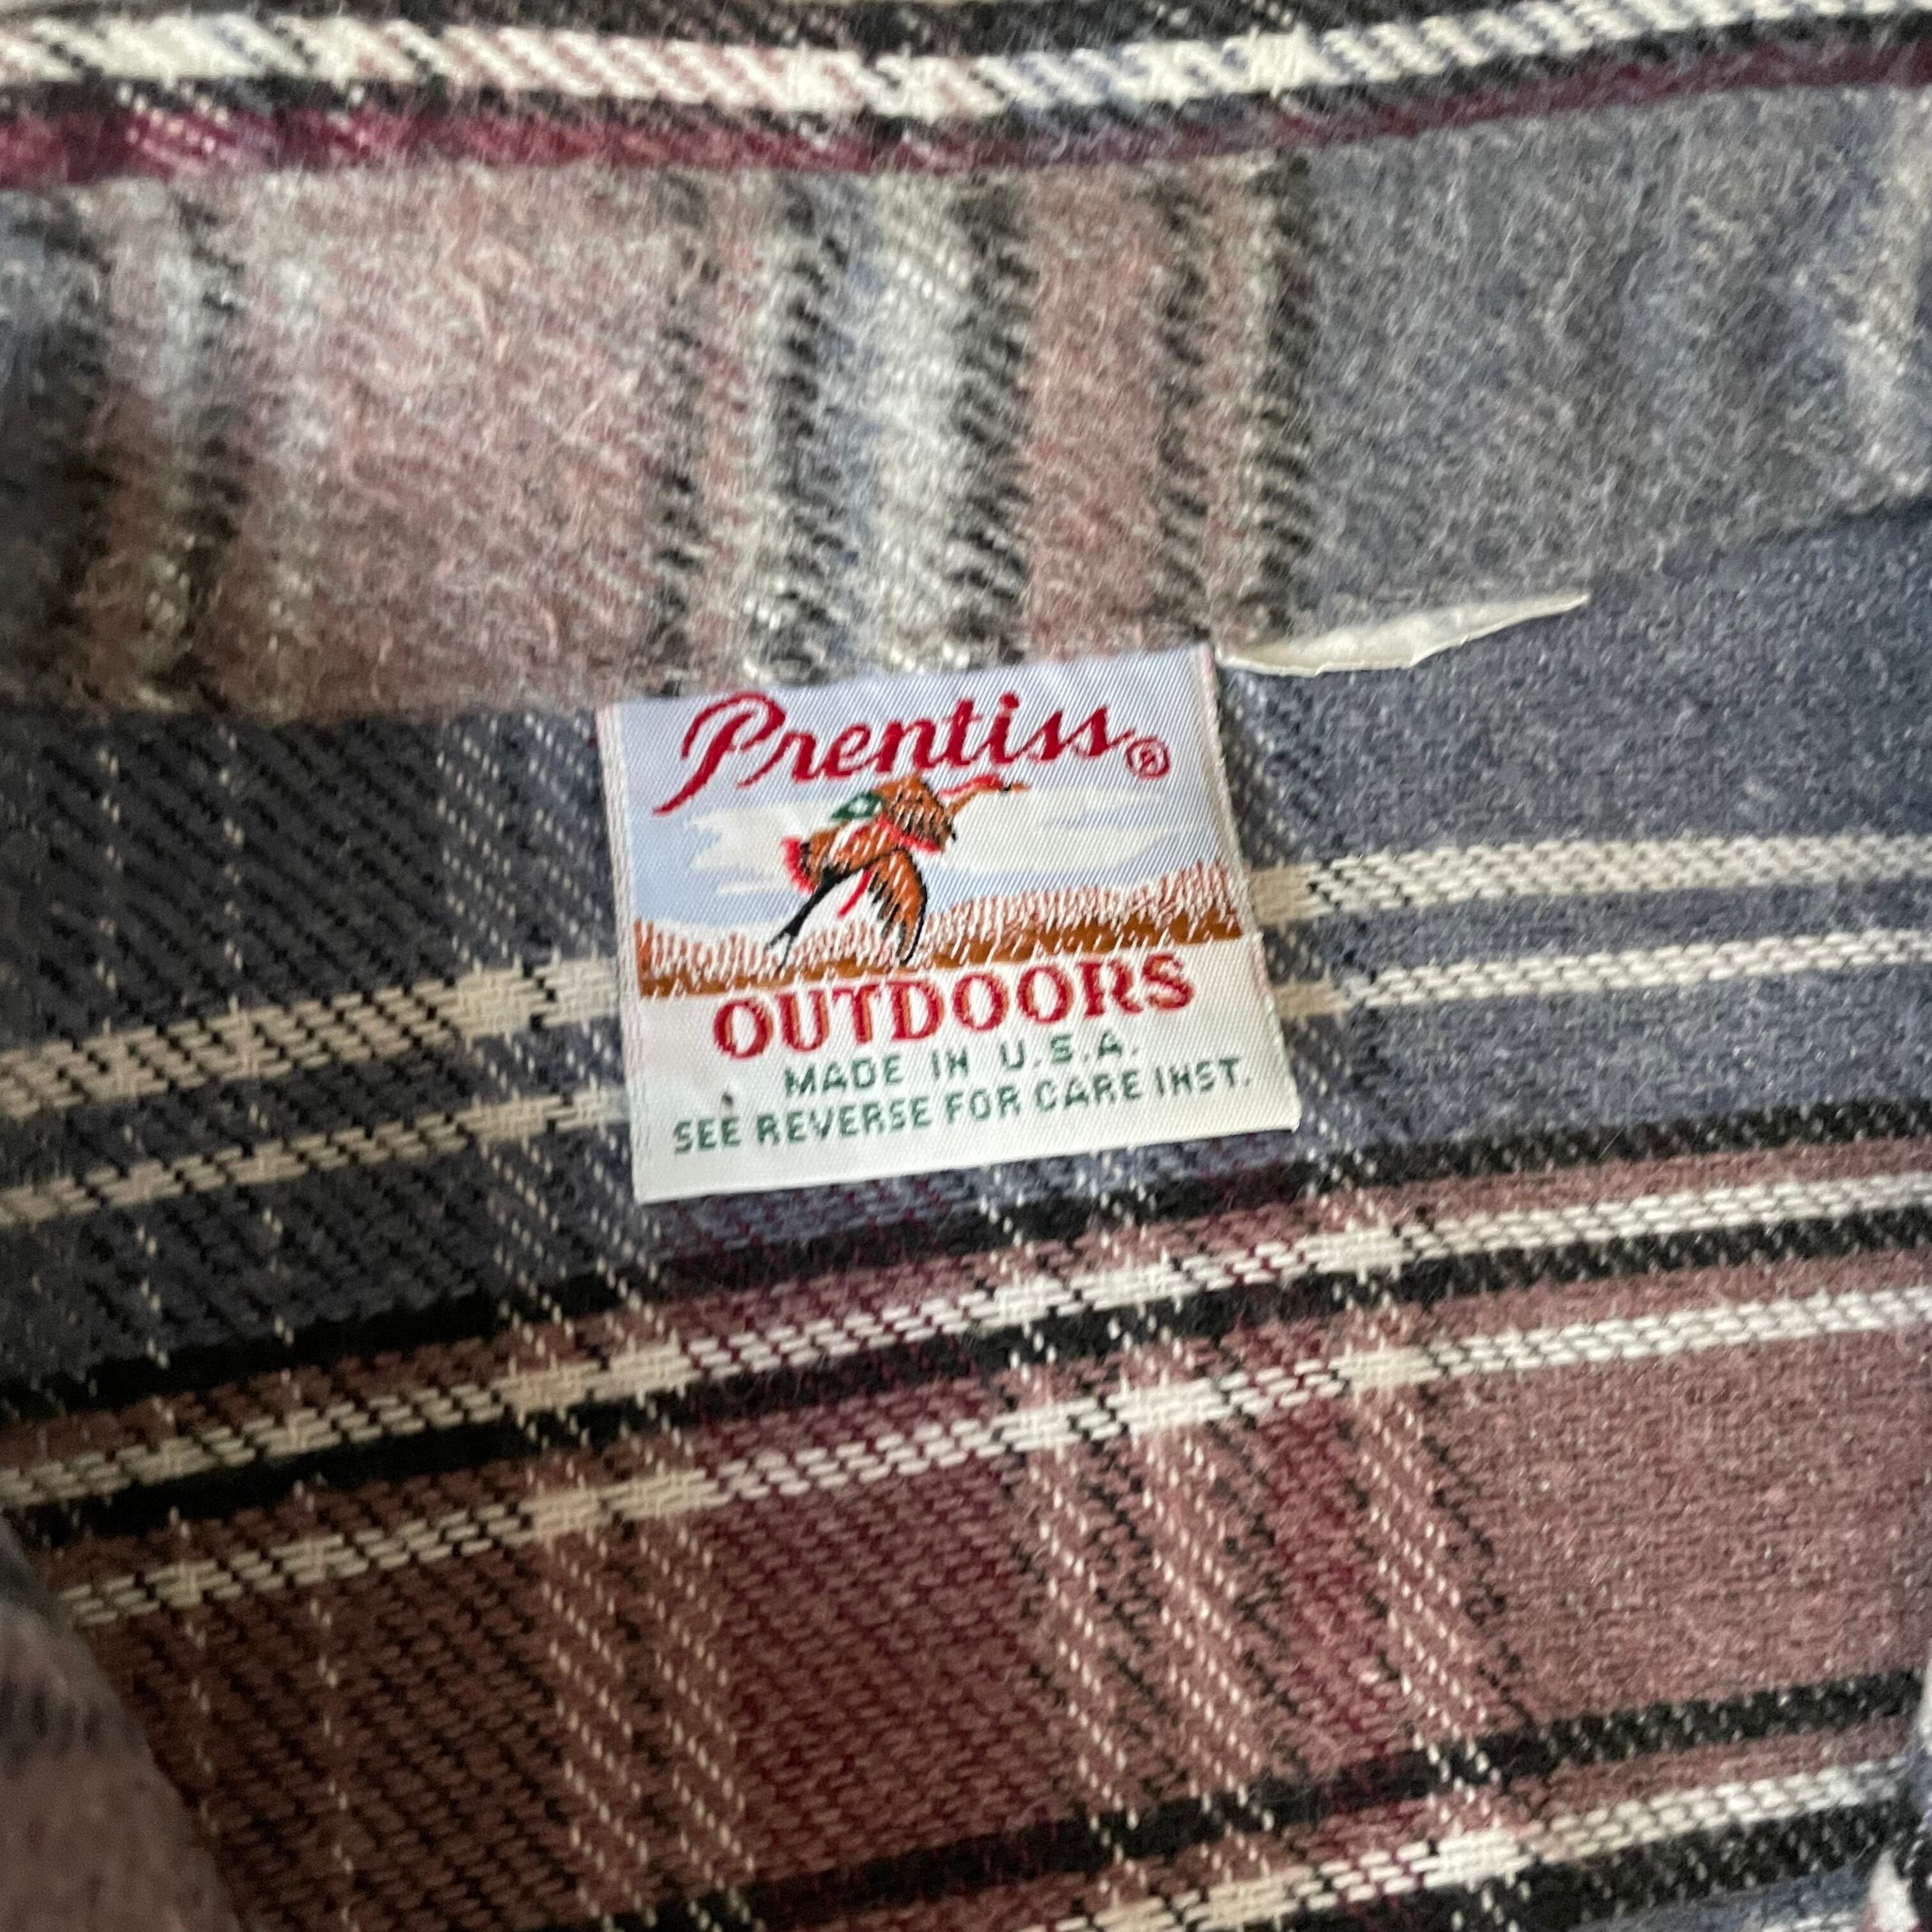 Prentiss®
OUTDOORS
MADE IN U.S.A.
SEE REVERSE FOR CARE INST.